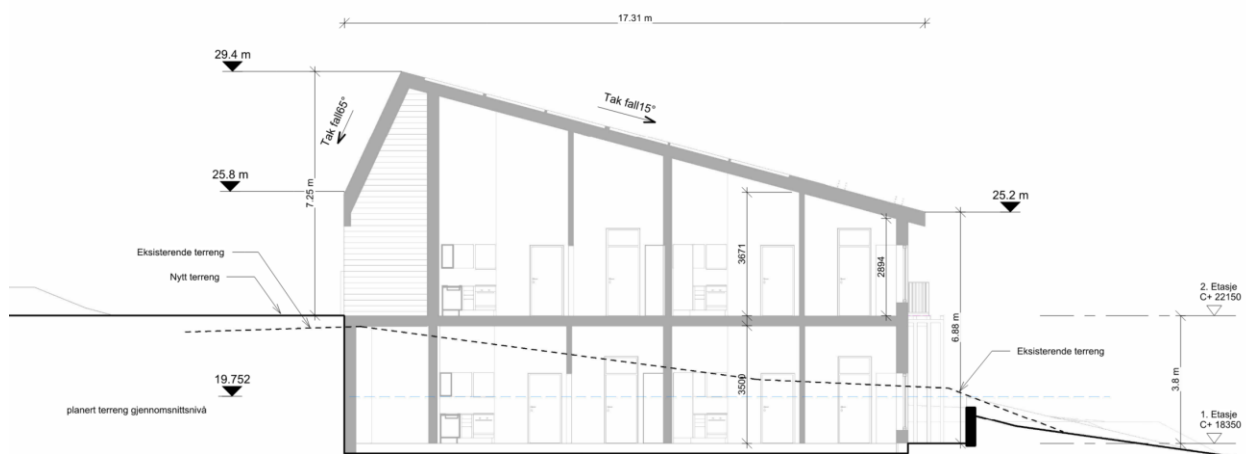 17.31 m
29.4 m
Tak fall65°
Tak fall15°
25.8 m
7.25 m
25.2 m
3671
2894
Eksisterende terreng
Nytt terreng
2. Etasje
C+ 22150
6.88 m
Eksisterende terreng
19.752
3500
3.8 m
planert terreng gjennomsnittsnivå
1. Etasje
C+ 18350